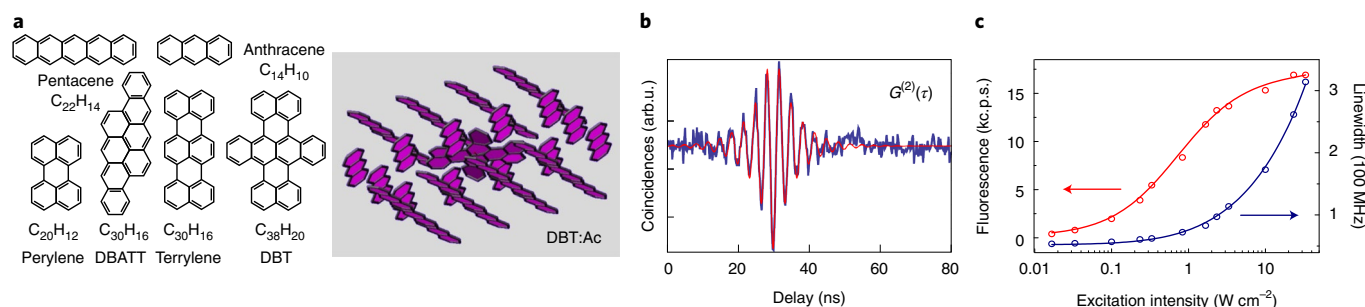 a
Pentacene
C22H14
Anthracene
C14H10
C20H12
Perylene
C30H16
DBATT
C30H16
Terrylene
C38H20
DBT
DBT:Ac
b
G(2)(τ)
Coincidences (arb.u.)
0
20
40
60
80
Delay (ns)
c
Fluorescence (kc.p.s.)
15
10
5
0
3
2
1
Linewidth (100 MHz)
0.01
0.1
1
10
Excitation intensity (W cm−2)